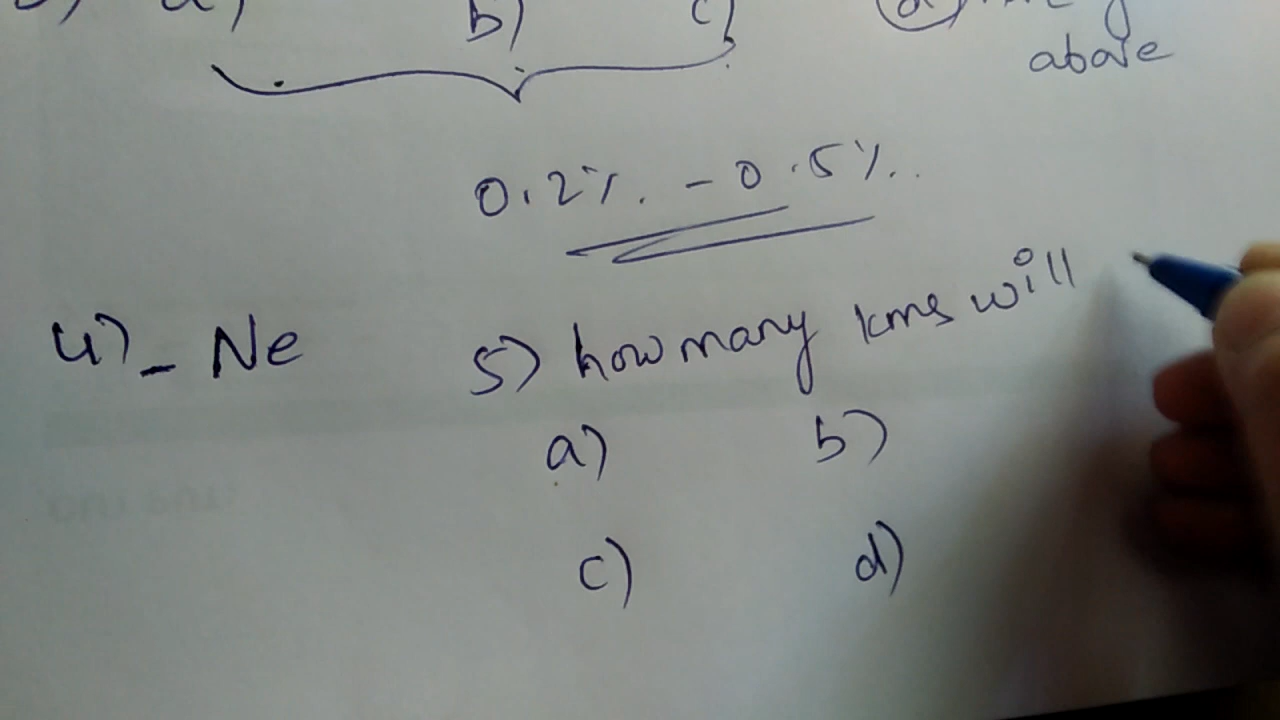 a) b) c) d)
above
0.2%. - 0.5%.
4) - Ne 5) how many kms will
a) b)
c) d)